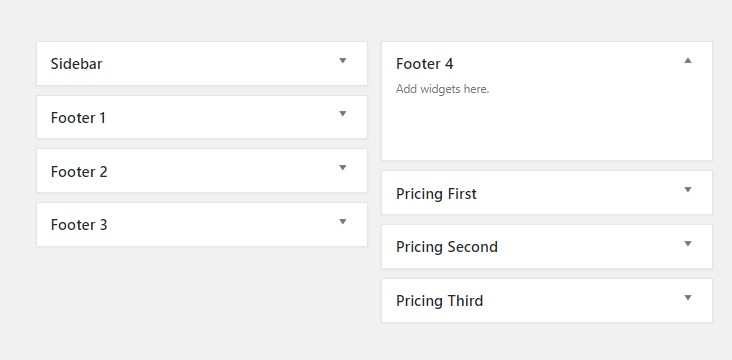 Sidebar
Footer 1
Footer 2
Footer 3
Footer 4
Add widgets here.
Pricing First
Pricing Second
Pricing Third